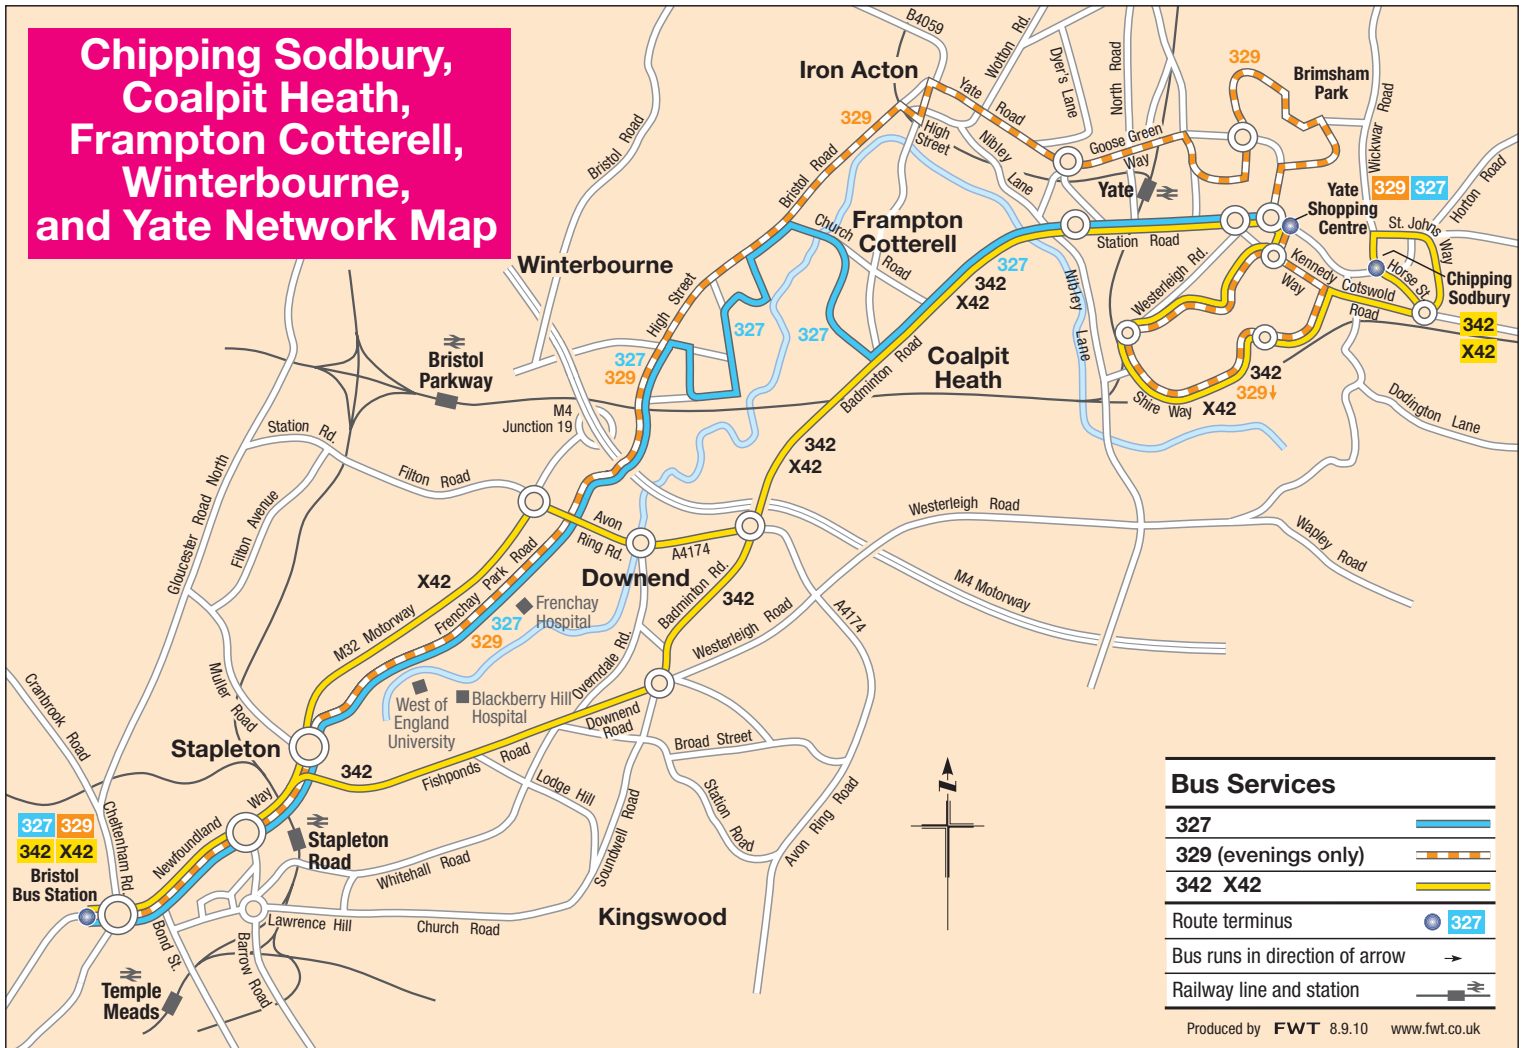 Chipping Sodbury,
Coalpit Heath,
Frampton Cotterell,
Winterbourne,
and Yate Network Map
B4059
Wotton Rd.
Dyer's Lane
North Road
329
Brimsham
Park
Wickwar Road
Horton Road
Iron Acton
Yate Road
329
High
Street
Nibley
Lane
Goose Green
Way
Yate
Bristol Road
Bristol Road
Yate
Shopping
Centre
329 327
St. Johns
Way
Church
Road
Frampton
Cotterell
327
342
X42
Station Road
Kennedy
Way
Horse St.
Chipping
Sodbury
342
X42
Cotswold
Road
Westerleigh Rd.
Winterbourne
High Street
327
327
327
329
Nibley
Lane
Coalpit
Heath
Badminton Road
342
329
Shire Way
X42
Dodington Lane
Bristol
Parkway
M4
Junction 19
Station Rd.
Filton Road
Gloucester Road North
Filton Avenue
342
X42
Avon
Ring Rd.
A4174
Westerleigh Road
Wapley Road
Downend
X42
Frenchay Park Road
M32 Motorway
327
329
Frenchay
Hospital
Badminton Rd.
342
Westerleigh Road
A4174
M4 Motorway
Overndale Rd.
Muller Road
Cranbrook
Road
West of
England
University
Blackberry Hill
Hospital
Downend
Road
Broad Street
Stapleton
342
Fishponds Road
Lodge Hill
Station Road
Avon Ring Road
Soundwell Road
327 329
342 X42
Bristol
Bus Station
Cheltenham Rd.
Newfoundland
Way
Stapleton
Road
Whitehall Road
Lawrence Hill
Church Road
Kingswood
Bond St.
Barrow Road
Temple
Meads
Z
Bus Services
327
329 (evenings only)
342 X42
Route terminus 327
Bus runs in direction of arrow
Railway line and station
Produced by FWT 8.9.10 www.fwt.co.uk